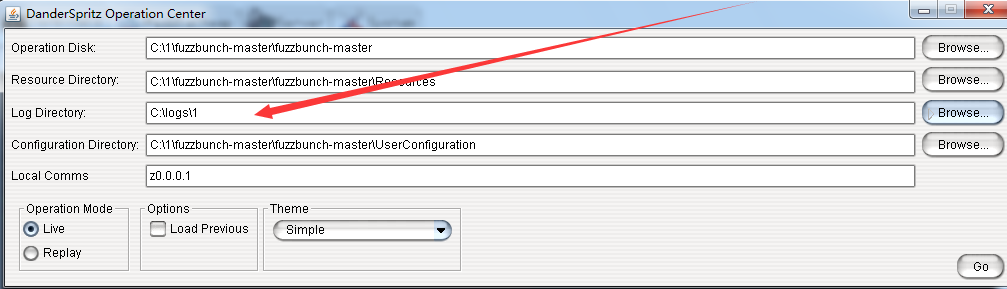 DanderSpritz Operation Center
Operation Disk: C:\1\fuzzbunch-master\fuzzbunch-master Browse...
Resource Directory: C:\1\fuzzbunch-master\fuzzbunch-master\Resources Browse...
Log Directory: C:\logs\1 Browse...
Configuration Directory: C:\1\fuzzbunch-master\fuzzbunch-master\UserConfiguration Browse...
Local Comms z0.0.0.1
Operation Mode Options Theme
Live Load Previous Simple
Replay
Go